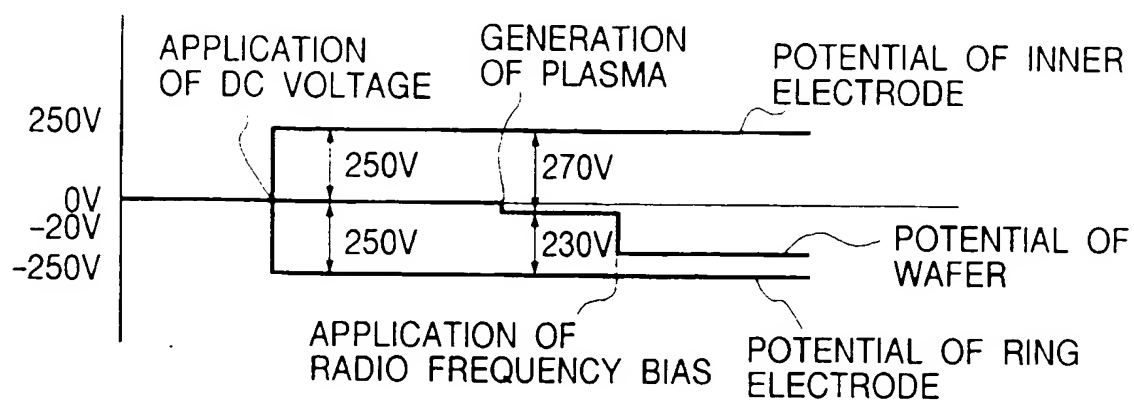 APPLICATION
OF DC VOLTAGE
GENERATION
OF PLASMA
POTENTIAL OF INNER
ELECTRODE
250V
250V
270V
0V
-20V
250V
230V
-250V
POTENTIAL OF
WAFER
APPLICATION OF
RADIO FREQUENCY BIAS
POTENTIAL OF RING
ELECTRODE